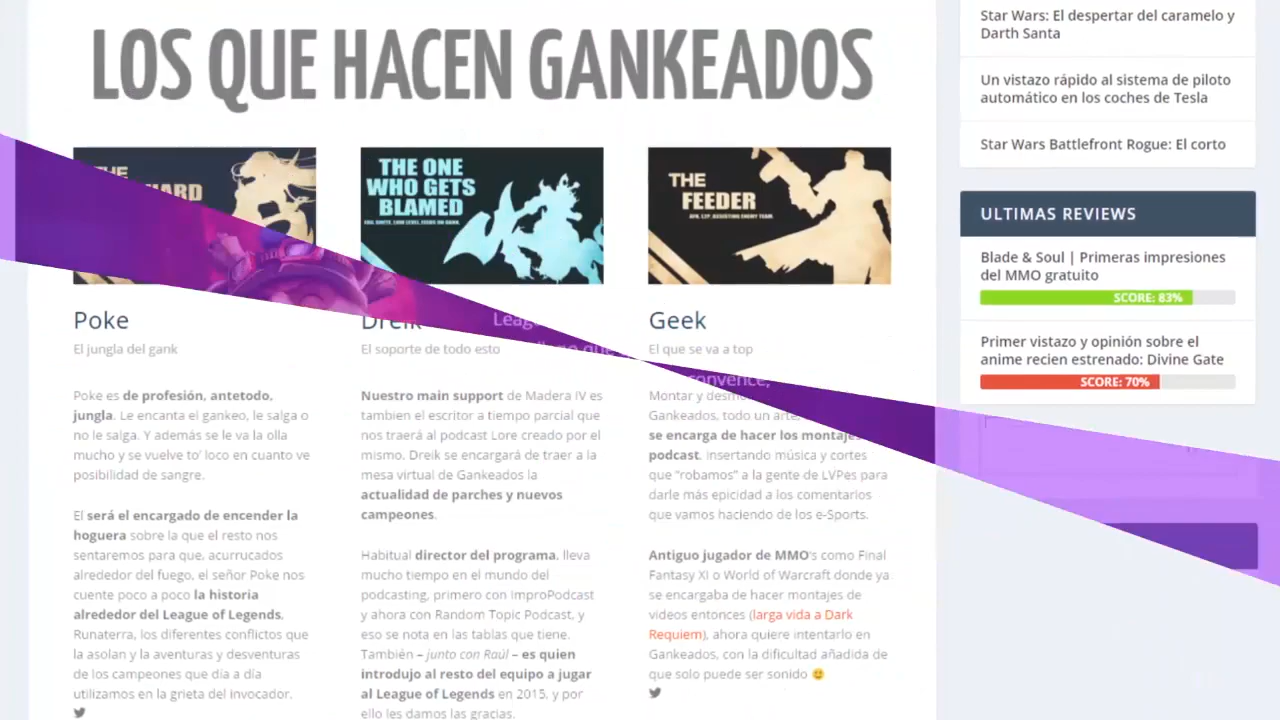 LOS QUE HACEN GANKEADOS
THE
THE ONE
WHO GETS
BLAMED
THE
FEEDER
AFK, LVP, ASSISTING ENEMY TEAM.
Poke
El jungla del gank
Poke es de profesión, antetodo,
jungla. Le encanta el gankeo, le salga o
no le salga. Y además se le va la olla
mucho y se vuelve to' loco en cuanto ve
posibilidad de sangre.
El será el encargado de encender la
hoguera sobre la que el resto nos
sentaremos para que, acurrucados
alrededor del fuego, el señor Poke nos
cuente poco a poco la historia
alrededor del League of Legends,
Runaterra, los diferentes conflictos que
la asolan y la aventuras y desventuras
de los campeones que día a día
utilizamos en la grieta del invocador.
Dreik
El soporte de todo esto
Nuestro main support de Madera IV es
tambien el escritor a tiempo parcial que
nos traerá al podcast Lore creado por el
mismo. Dreik se encargará de traer a la
mesa virtual de Gankeados la
actualidad de parches y nuevos
campeones.
Habitual director del programa, lleva
mucho tiempo en el mundo del
podcasting, primero con ImproPodcast
y ahora con Random Topic Podcast, y
eso se nota en las tablas que tiene.
También – junto con Raül – es quien
introdujo al resto del equipo a jugar
al League of Legends en 2015, y por
ello les damos las gracias.
Geek
El que se va a top
convence,
Montar y
Gankeados, todo un arte,
se encarga de hacer los montajes
podcast, insertando música y cortes
que "robamos" a la gente de LVPes para
darle más epicidad a los comentarios
que vamos haciendo de los e-Sports.
Antiguo jugador de MMO's como Final
Fantasy XI o World of Warcraft donde ya
se encargaba de hacer montajes de
videos entonces (larga vida a Dark
Requiem), ahora quiere intentarlo en
Gankeados, con la dificultad añadida de
que solo puede ser sonido 😃
Star Wars: El despertar del caramelo y
Darth Santa
Un vistazo rápido al sistema de piloto
automático en los coches de Tesla
Star Wars Battlefront Rogue: El corto
ULTIMAS REVIEWS
Blade & Soul | Primeras impresiones
del MMO gratuito
SCORE: 83%
Primer vistazo y opinión sobre el
anime recien estrenado: Divine Gate
SCORE: 70%